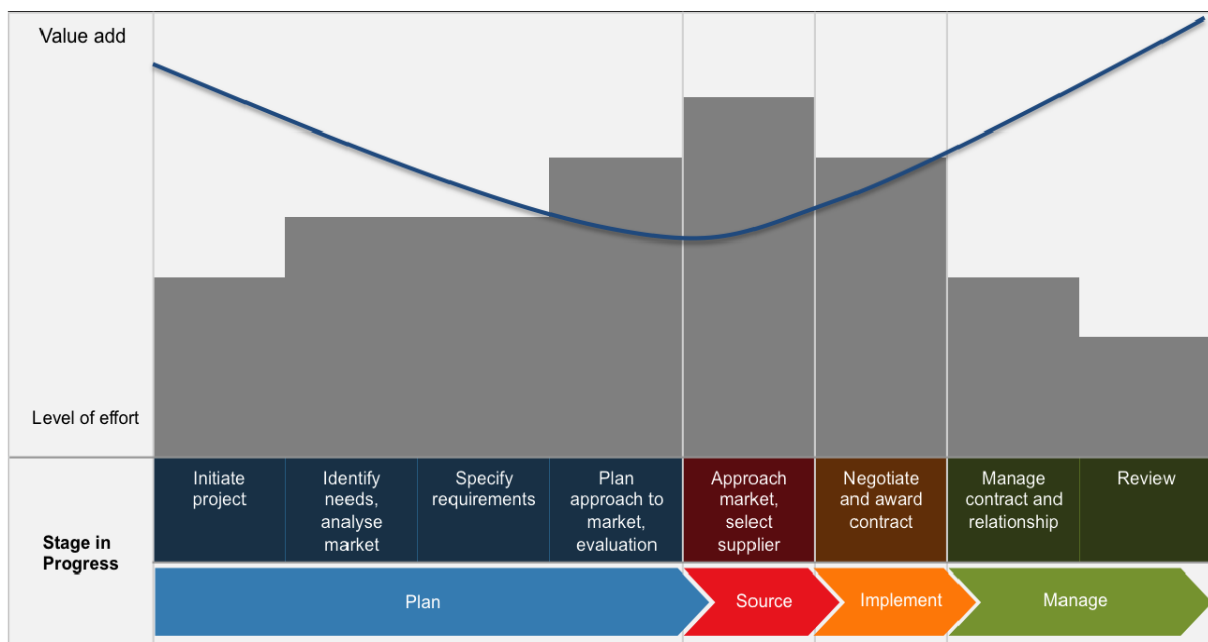 Value add
Level of effort
Initiate
project
Identify
needs,
analyse
market
Specify
requirements
Plan
approach to
market,
evaluation
Approach
market,
select
supplier
Negotiate
and award
contract
Manage
contract and
relationship
Review
Stage in
Progress
Plan
Source
Implement
Manage